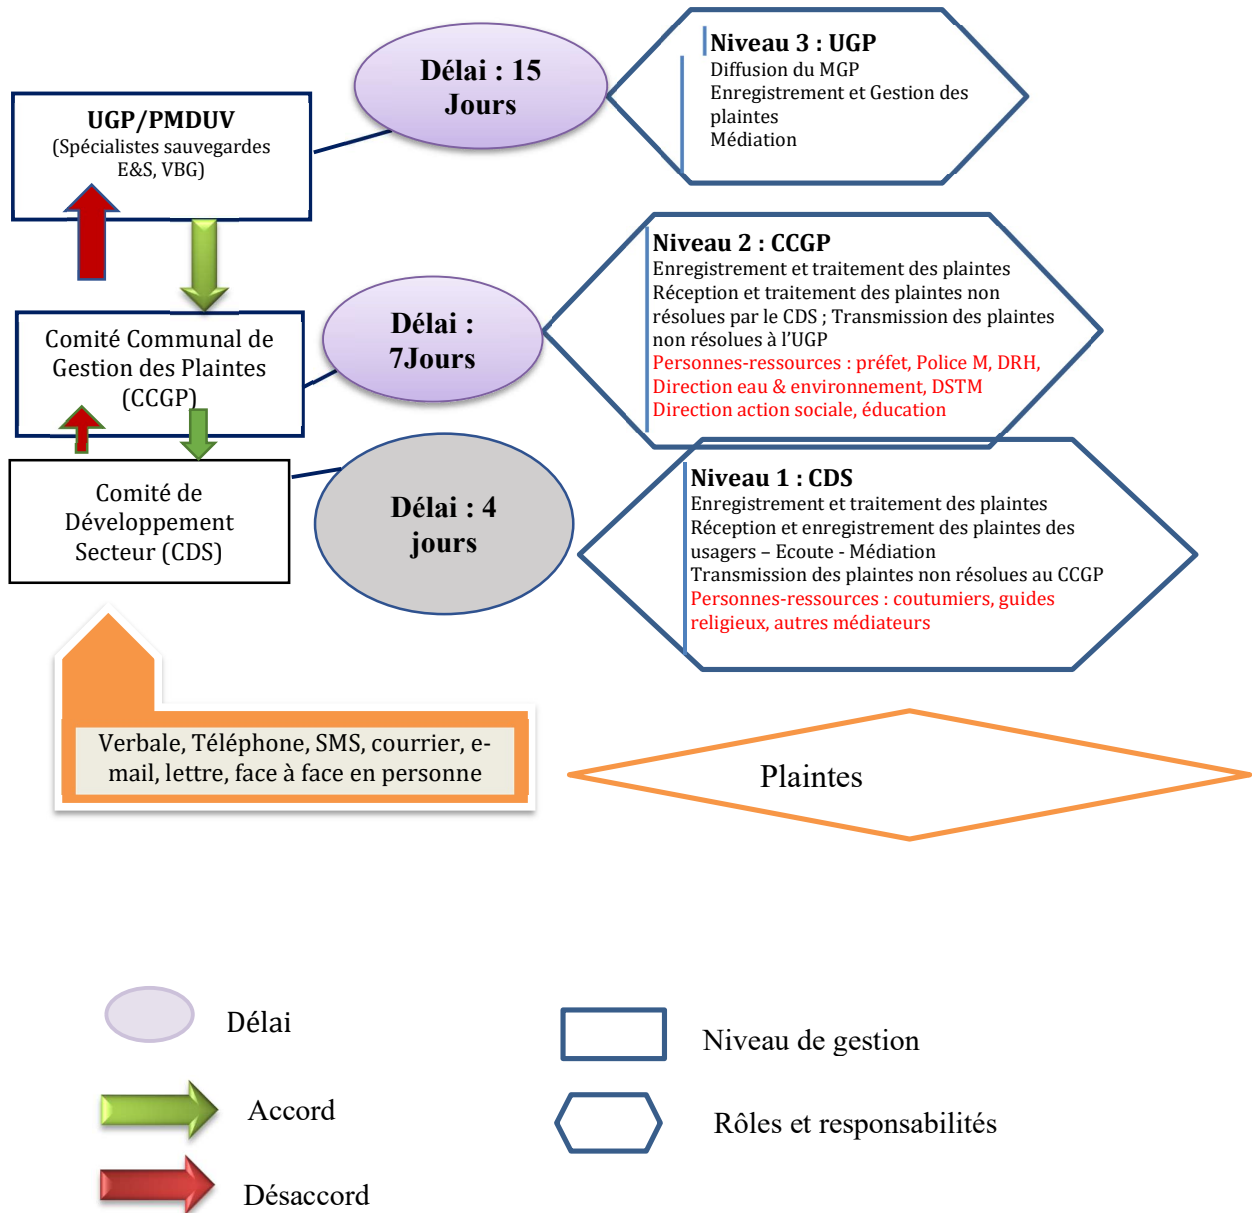 UGP/PMDUV
(Spécialistes sauvegardes
E&S, VBG)
Délai : 15
Jours
Niveau 3 : UGP
Diffusion du MGP
Enregistrement et Gestion des
plaintes
Médiation
Comité Communal de
Gestion des Plaintes
(CCGP)
Délai :
7Jours
Niveau 2 : CCGP
Enregistrement et traitement des plaintes
Réception et traitement des plaintes non
résolues par le CDS ; Transmission des plaintes
non résolues à l’UGP
Personnes-ressources : préfet, Police M, DRH,
Direction eau & environnement, DSTM
Direction action sociale, éducation
Comité de
Développement
Secteur (CDS)
Délai : 4
jours
Niveau 1 : CDS
Enregistrement et traitement des plaintes
Réception et enregistrement des plaintes des
usagers – Ecoute - Médiation
Transmission des plaintes non résolues au CCGP
Personnes-ressources : coutumiers, guides
religieux, autres médiateurs
Verbale, Téléphone, SMS, courrier, e-
mail, lettre, face à face en personne
Plaintes
Délai
Niveau de gestion
Accord
Rôles et responsabilités
Désaccord